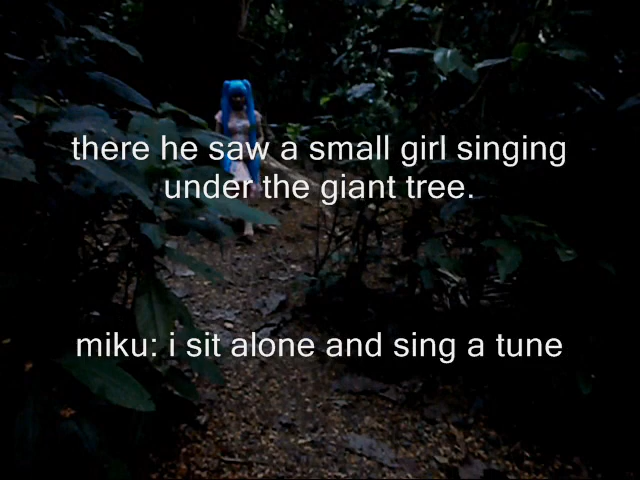 there he saw a small girl singing
under the giant tree.
miku: i sit alone and sing a tune